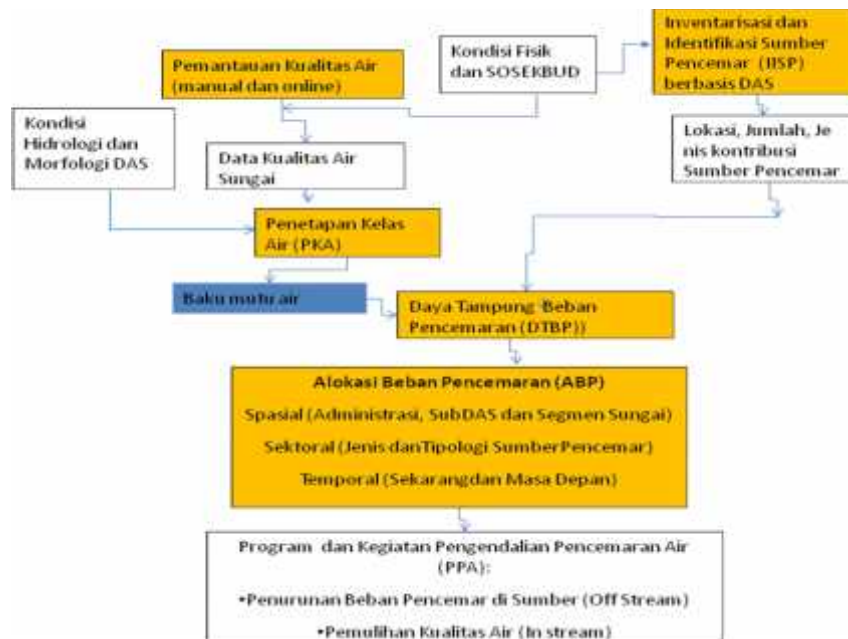 Pemantauan Kualitas Air
(manual dan online)
Kondisi Fisik
dan SOSEKBUD
Inventarisasi dan
Identifikasi Sumber
Pencemar (IISP)
berbasis DAS
Kondisi
Hidrologi dan
Morfologi DAS
Data Kualitas Air
Sungai
Lokasi, Jumlah, Je
nis kontribusi
Sumber Pencemar
Penetapan Kelas
Air (PKA)
Baku mutu air
Daya Tampung Beban
Pencemaran (DTBP))
Alokasi Beban Pencemaran (ABP)
Spasial (Administrasi, SubDAS dan Segmen Sungai)
Sektoral (Jenis danTipologi SumberPencemar)
Temporal (Sekarangdan Masa Depan)
Program dan Kegiatan Pengendalian Pencemaran Air
(PPA):
•Penurunan Beban Pencemar di Sumber (Off Stream)
•Pemulihan Kualitas Air (In stream)